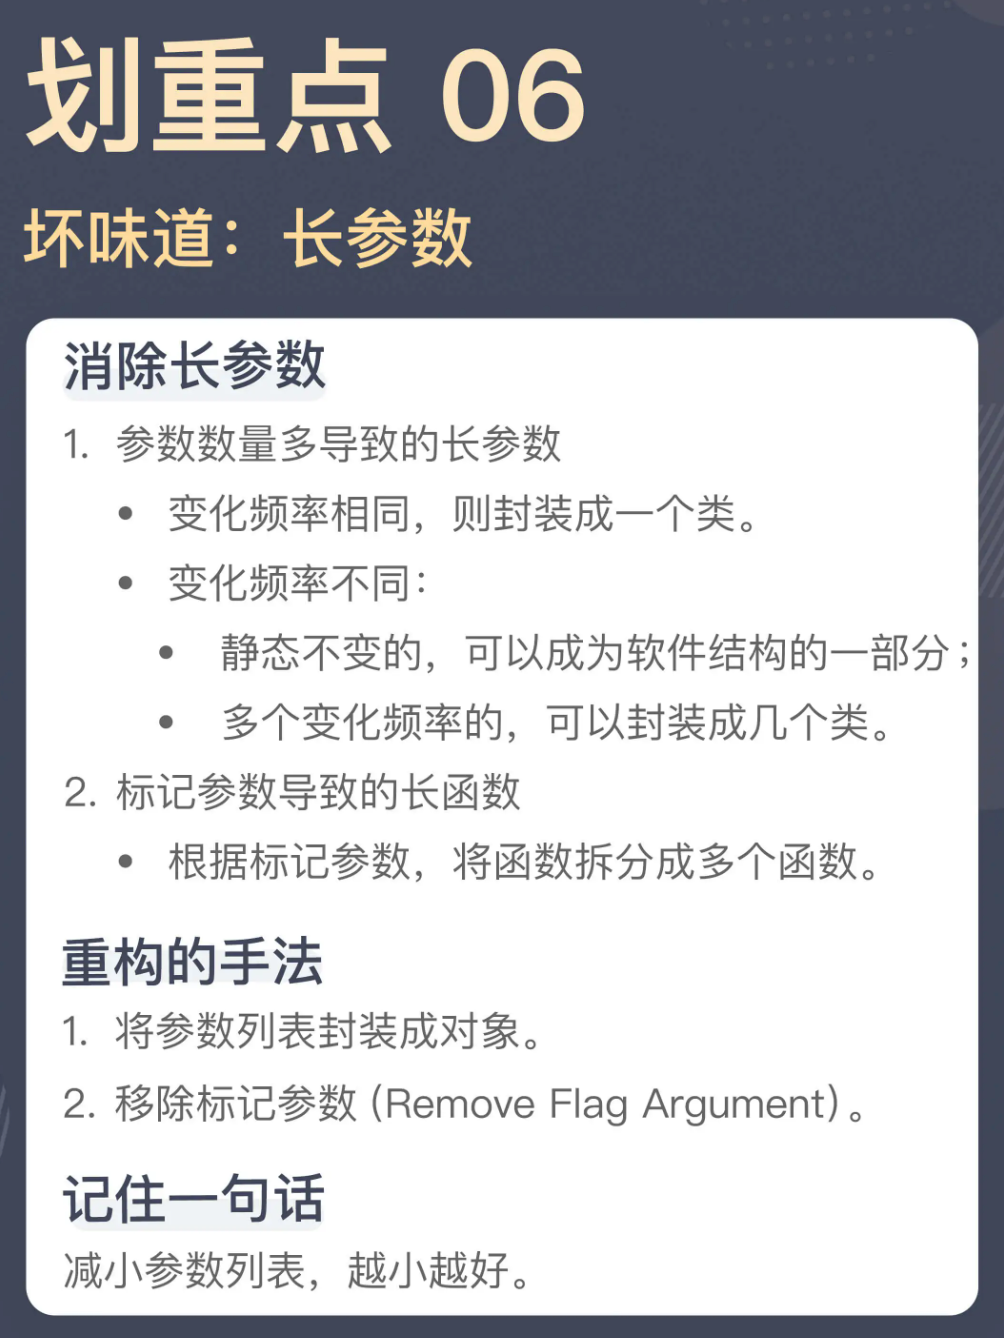 划重点 06
坏味道：长参数
消除长参数
1. 参数数量多导致的长参数
• 变化频率相同，则封装成一个类。
• 变化频率不同：
• 静态不变的，可以成为软件结构的一部分；
• 多个变化频率的，可以封装成几个类。
2. 标记参数导致的长函数
• 根据标记参数，将函数拆分成多个函数。
重构的手法
1. 将参数列表封装成对象。
2. 移除标记参数 (Remove Flag Argument) 。
记住一句话
减小参数列表，越小越好。